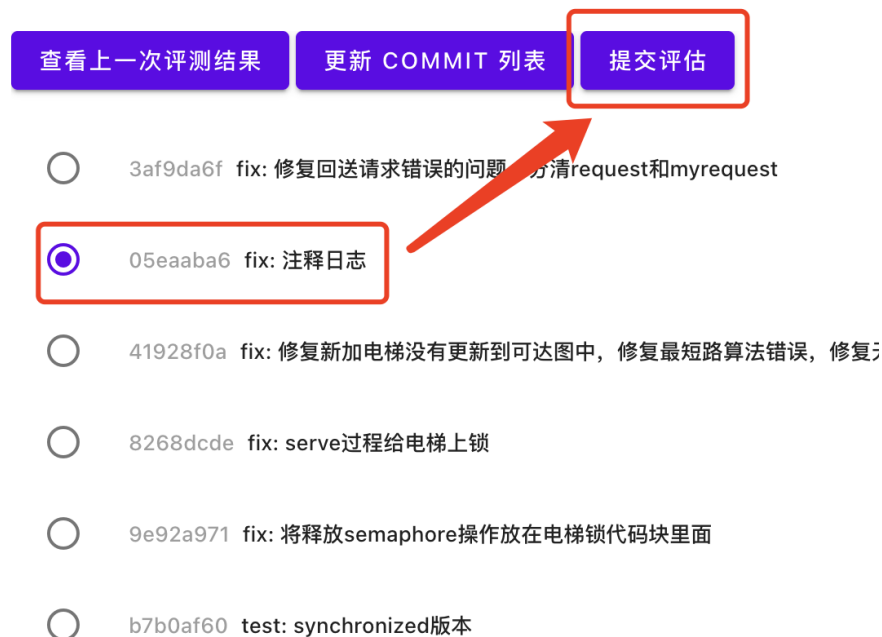 查看上一次评测结果 更新 COMMIT 列表 提交评估
3af9da6f fix: 修复回送请求错误的问题 分清request和myrequest
05eaaba6 fix: 注释日志
41928f0a fix: 修复新加电梯没有更新到可达图中，修复最短路算法错误，修复
8268dcde fix: serve过程给电梯上锁
9e92a971 fix: 将释放semaphore操作放在电梯锁代码块里面
b7b0af60 test: synchronized版本